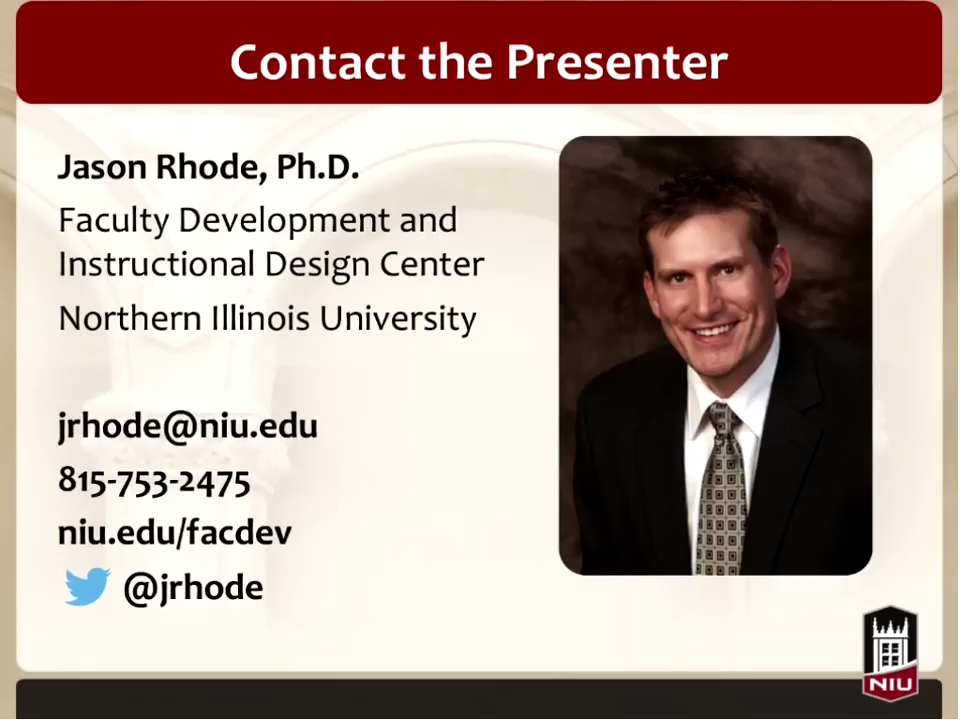 Contact the Presenter
Jason Rhode, Ph.D.
Faculty Development and
Instructional Design Center
Northern Illinois University
jrhode@niu.edu
815-753-2475
niu.edu/facdev
@jrhode
NIU